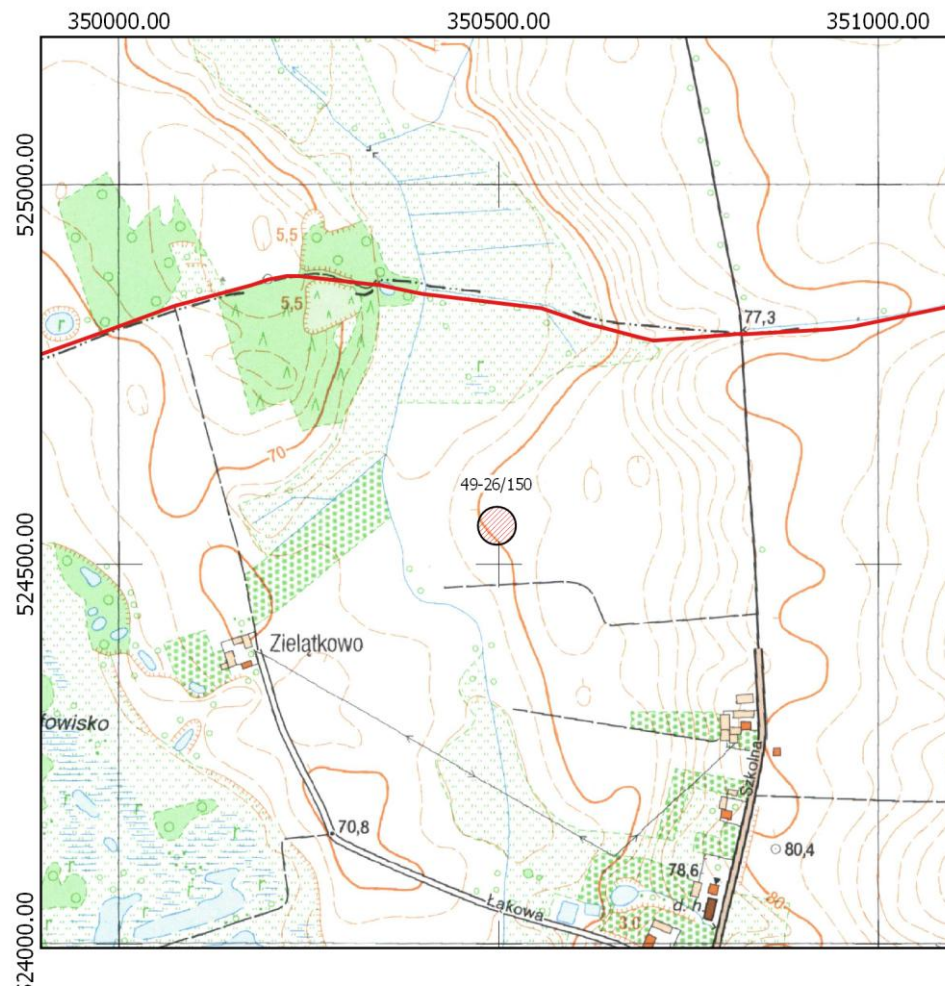 350000.00
350500.00
351000.00
525000.00
5,5
5,5
r
77,3
r
70
49-26/150
524500.00
Zielątkowo
fowisko
r
r
Szkolna
70,8
r
80,4
78,6
r
Łąkowa
d. h.
80
3,0
r
524000.00